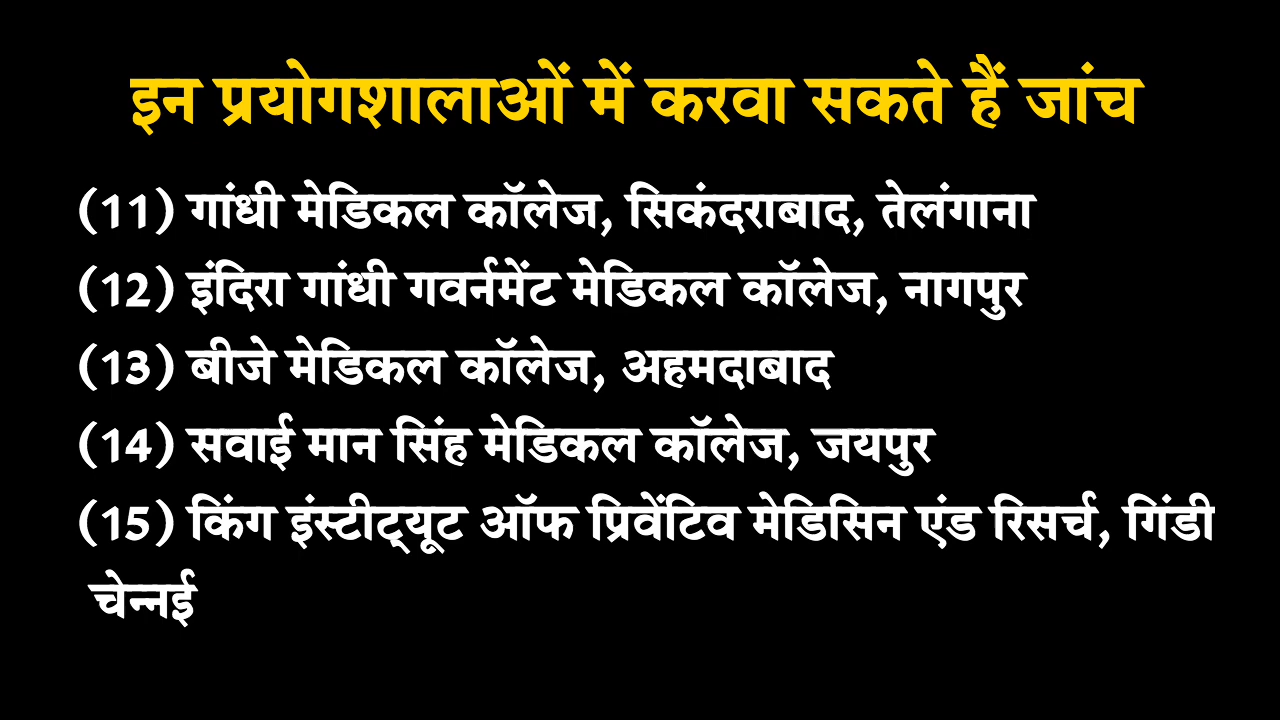 इन प्रयोगशालाओं में करवा सकते हैं जांच
(11) गांधी मेडिकल कॉलेज, सिकंदराबाद, तेलंगाना
(12) इंदिरा गांधी गवर्नमेंट मेडिकल कॉलेज, नागपुर
(13) बीजे मेडिकल कॉलेज, अहमदाबाद
(14) सवाई मान सिंह मेडिकल कॉलेज, जयपुर
(15) किंग इंस्टीट्यूट ऑफ प्रिवेंटिव मेडिसिन एंड रिसर्च, गिंडी
चेन्नई